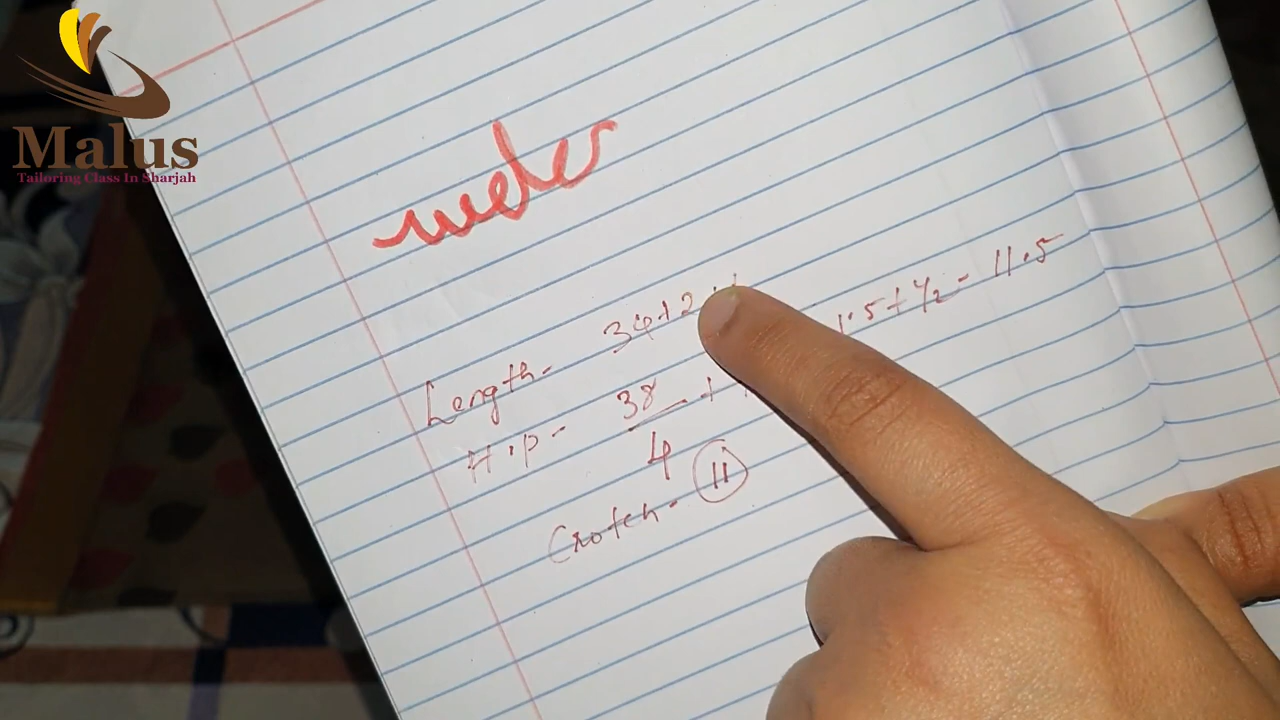 Malus
Tailoring Class In Sharjah
Length - 34+2
Hip - 38/4 + 1.5+1/2 - 11.5
Crotch - 11